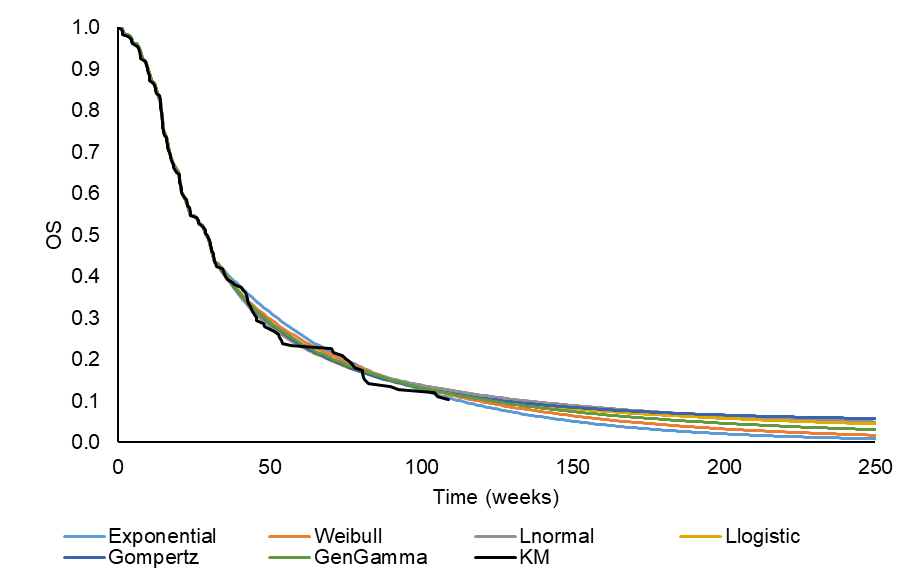 1.0
0.9
0.8
0.7
0.6
0.5
0.4
0.3
0.2
0.1
0.0
OS
0 50 100 150 200 250
Time (weeks)
Exponential Weibull Lnormal Llogistic
Gompertz GenGamma KM